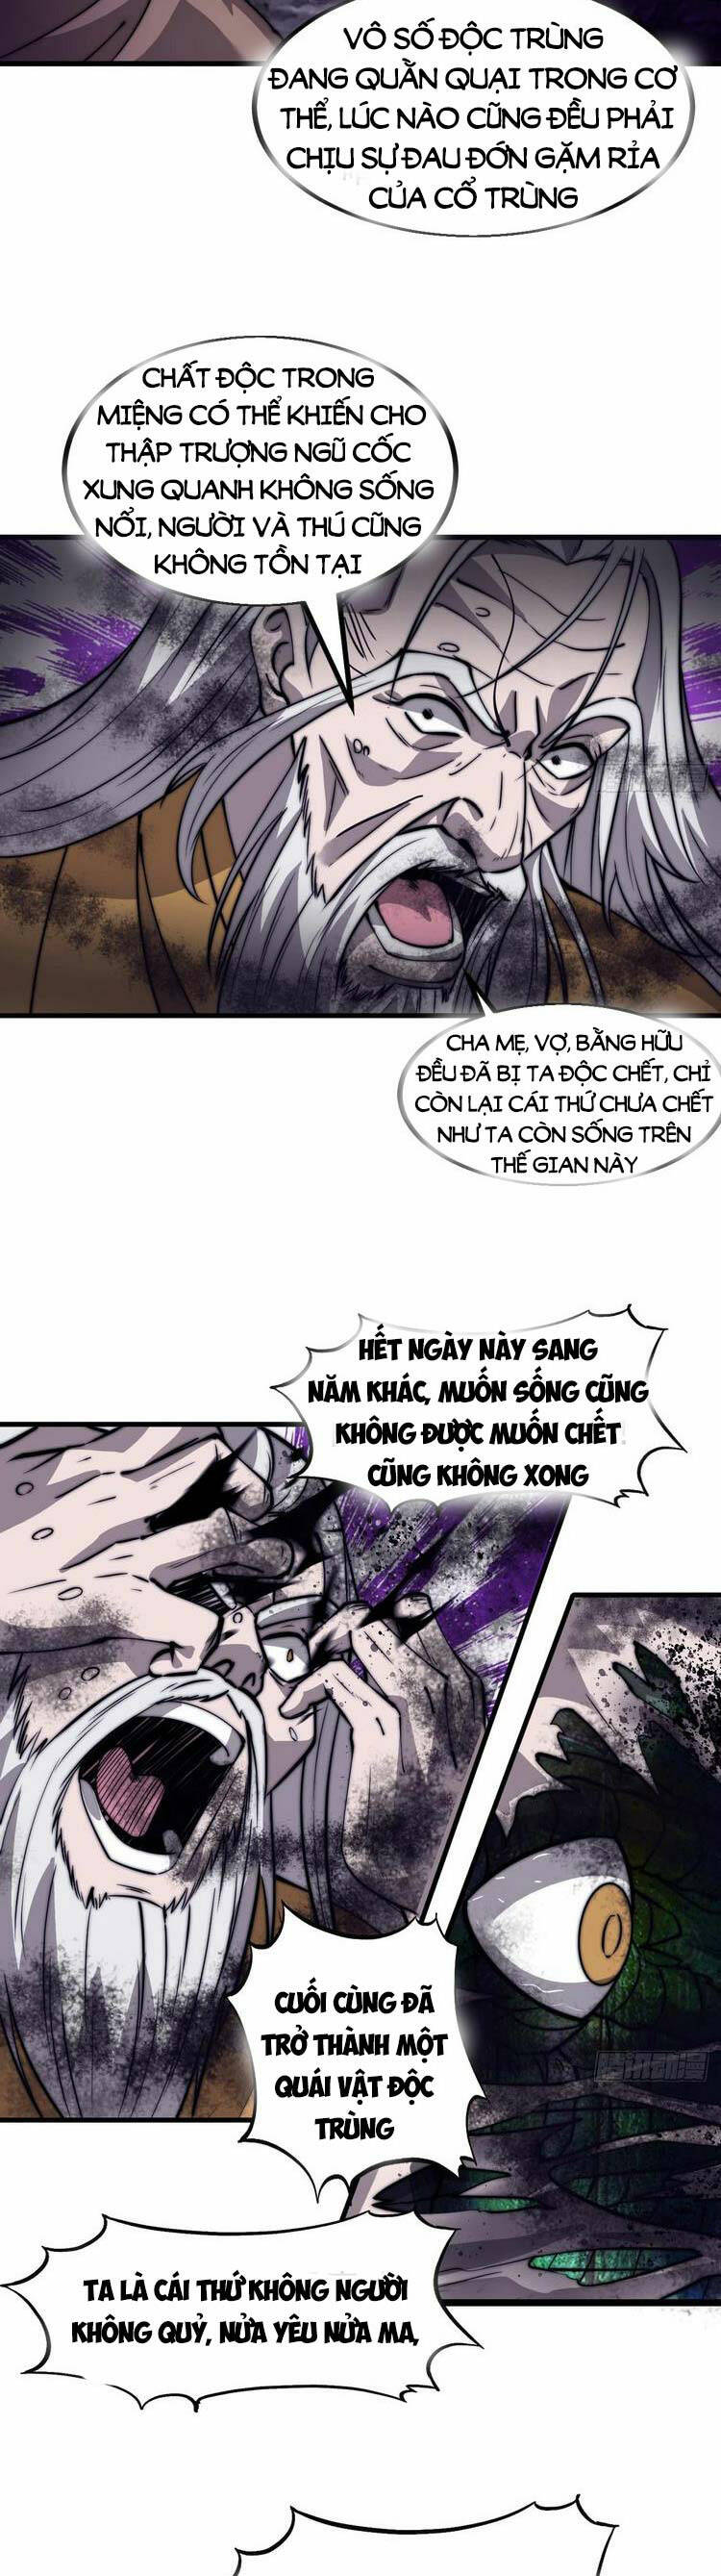 VÔ SỐ ĐỘC TRÙNG
ĐANG QUẰN QUẠI TRONG CƠ
THỂ, LÚC NÀO CŨNG ĐỀU PHẢI
CHỊU SỰ ĐAU ĐỚN GẶM RỈA
CỦA CỔ TRÙNG
CHẤT ĐỘC TRONG
MIỆNG CÓ THỂ KHIẾN CHO
THẬP TRƯỢNG NGŨ CỐC
XUNG QUANH KHÔNG SỐNG
NỔI, NGƯỜI VÀ THÚ CŨNG
KHÔNG TỒN TẠI
CHA MẸ, VỢ, BẰNG HỮU
ĐỀU ĐÃ BỊ TA ĐỘC CHẾT, CHỈ
CÒN LẠI CÁI THỨ CHƯA CHẾT
NHƯ TA CÒN SỐNG TRÊN
THẾ GIAN NÀY
HẾT NGÀY NÀY SANG
NĂM KHÁC, MUỐN SỐNG CŨNG
KHÔNG ĐƯỢC MUỐN CHẾT
CŨNG KHÔNG XONG
CUỐI CÙNG ĐÃ
TRỞ THÀNH MỘT
QUÁI VẬT ĐỘC
TRÙNG
TA LÀ CÁI THỨ KHÔNG NGƯỜI
KHÔNG QUỶ, NỬA YÊU NỬA MA,